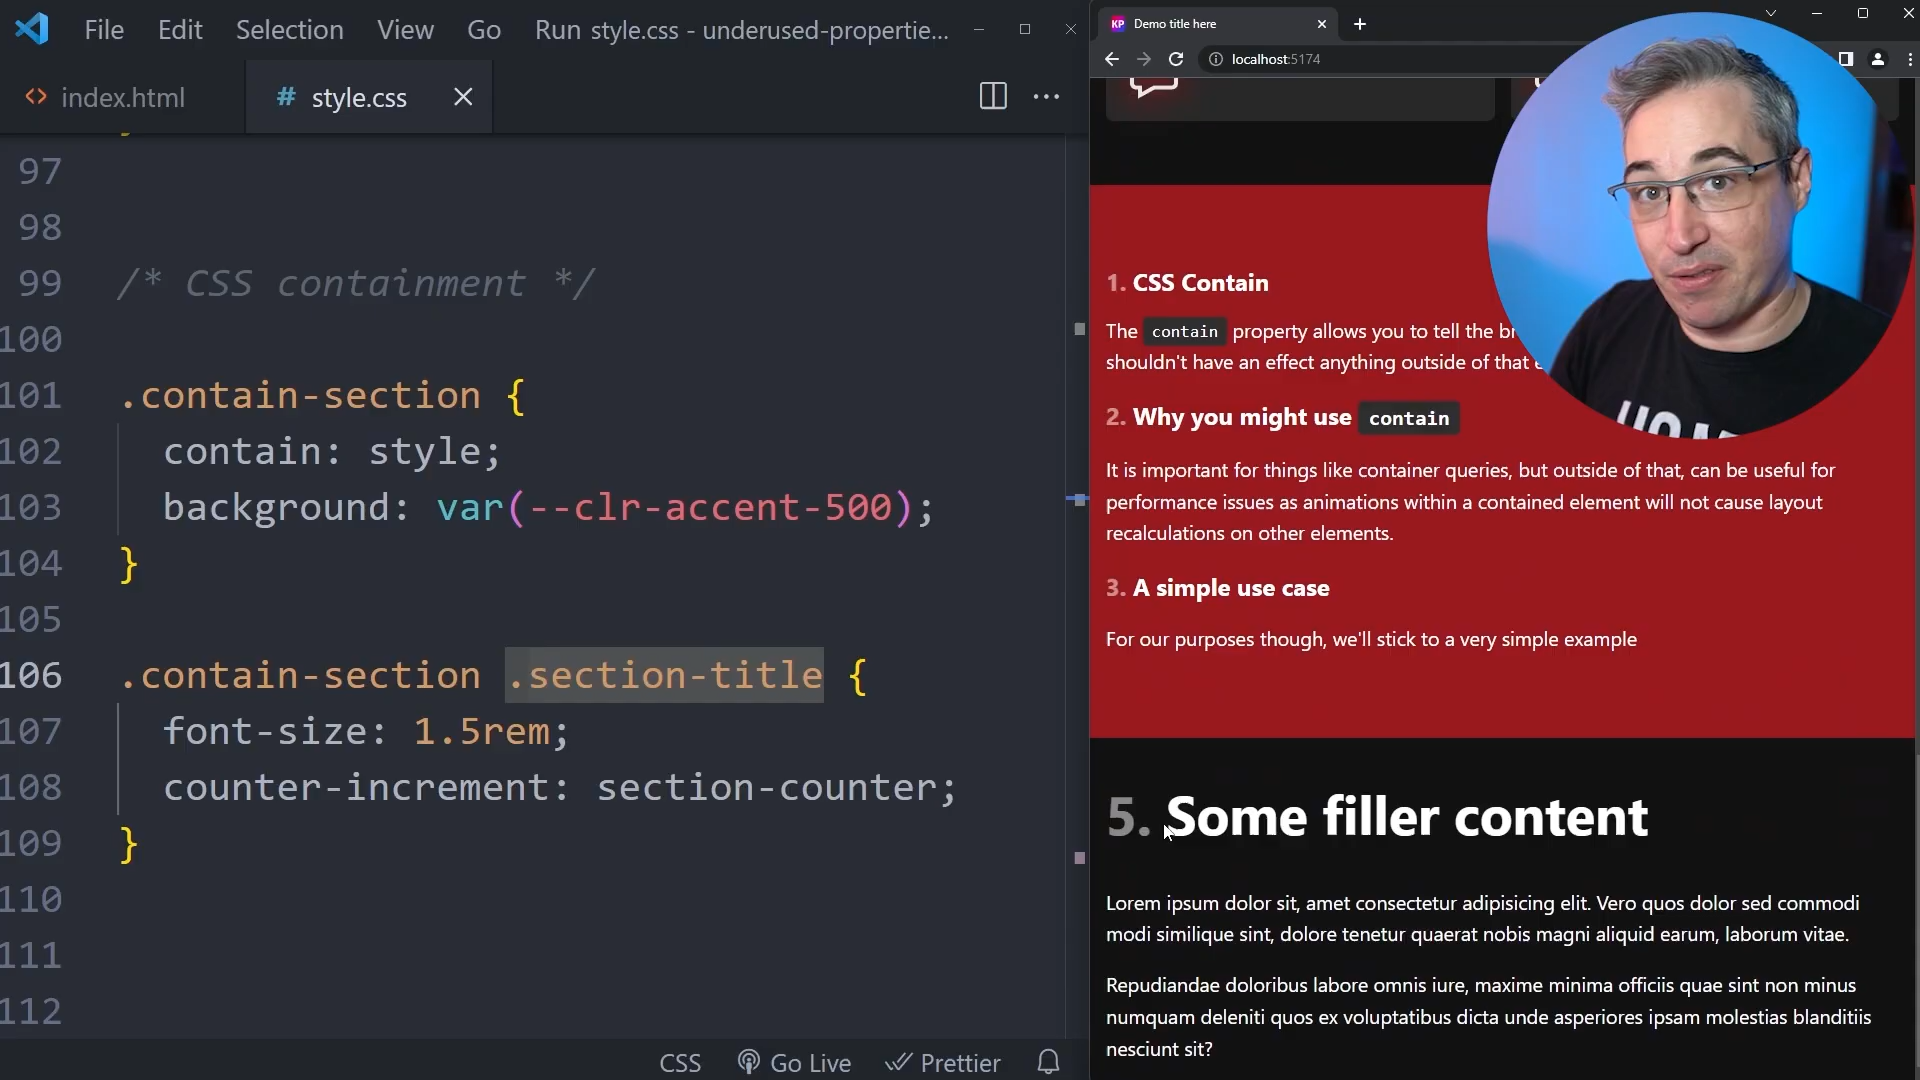 File Edit Selection View Go Run style.css - underused-propertie...
index.html
# style.css
97
98
99 /* CSS containment */
100
101 .contain-section {
102 contain: style;
103 background: var(--clr-accent-500);
104 }
105
106 .contain-section .section-title {
107 font-size: 1.5rem;
108 counter-increment: section-counter;
109 }
110
111
112
CSS Go Live Prettier
KP Demo title here
localhost:5174
1. CSS Contain
The contain property allows you to tell the
shouldn't have an effect anything outside of that
2. Why you might use contain
It is important for things like container queries, but outside of that, can be useful for
performance issues as animations within a contained element will not cause layout
recalculations on other elements.
3. A simple use case
For our purposes though, we'll stick to a very simple example
5. Some filler content
Lorem ipsum dolor sit, amet consectetur adipisicing elit. Vero quos dolor sed commodi
modi similique sint, dolore tenetur quaerat nobis magni aliquid earum, laborum vitae.
Repudiandae doloribus labore omnis iure, maxime minima officiis quae sint non minus
numquam deleniti quos ex voluptatibus dicta unde asperiores ipsam molestias blanditiis
nesciunt sit?